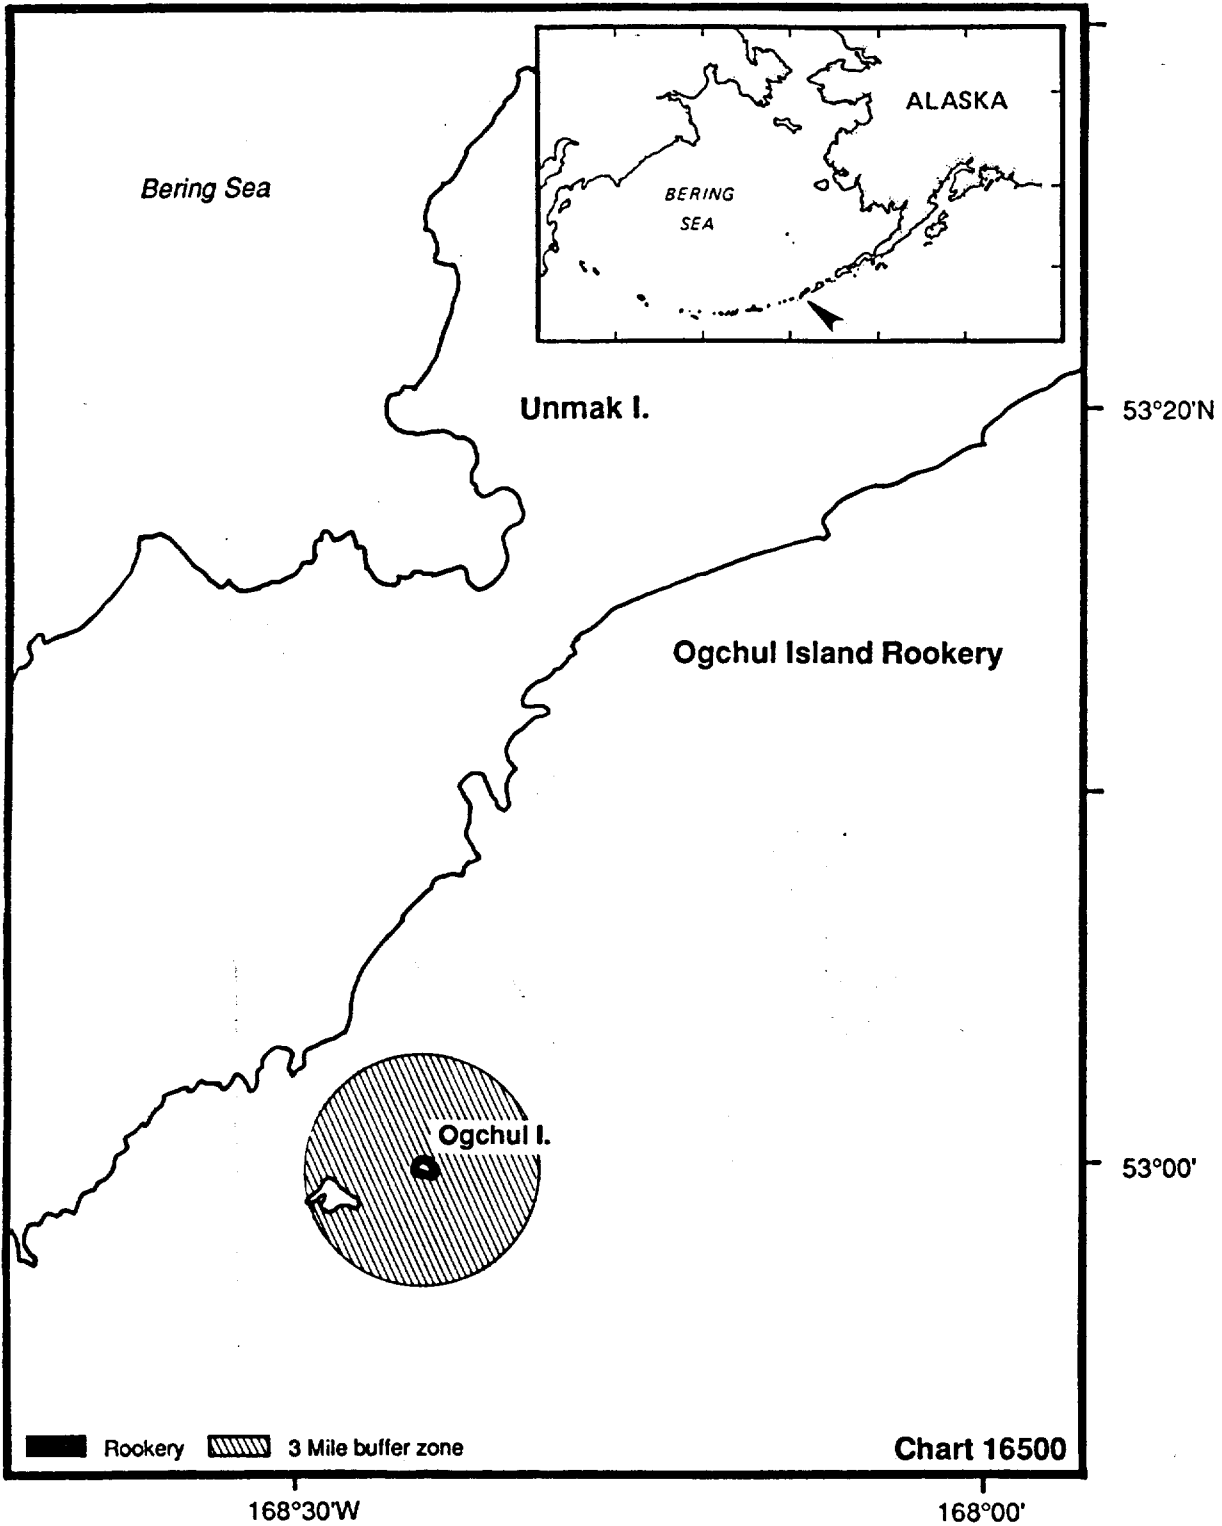 ALASKA
Bering Sea
BERING
SEA
Unmak I.
53°20'N
Ogchul Island Rookery
Ogchul I.
53°00'
Rookery
3 Mile buffer zone
Chart 16500
168°30'W
168°00'